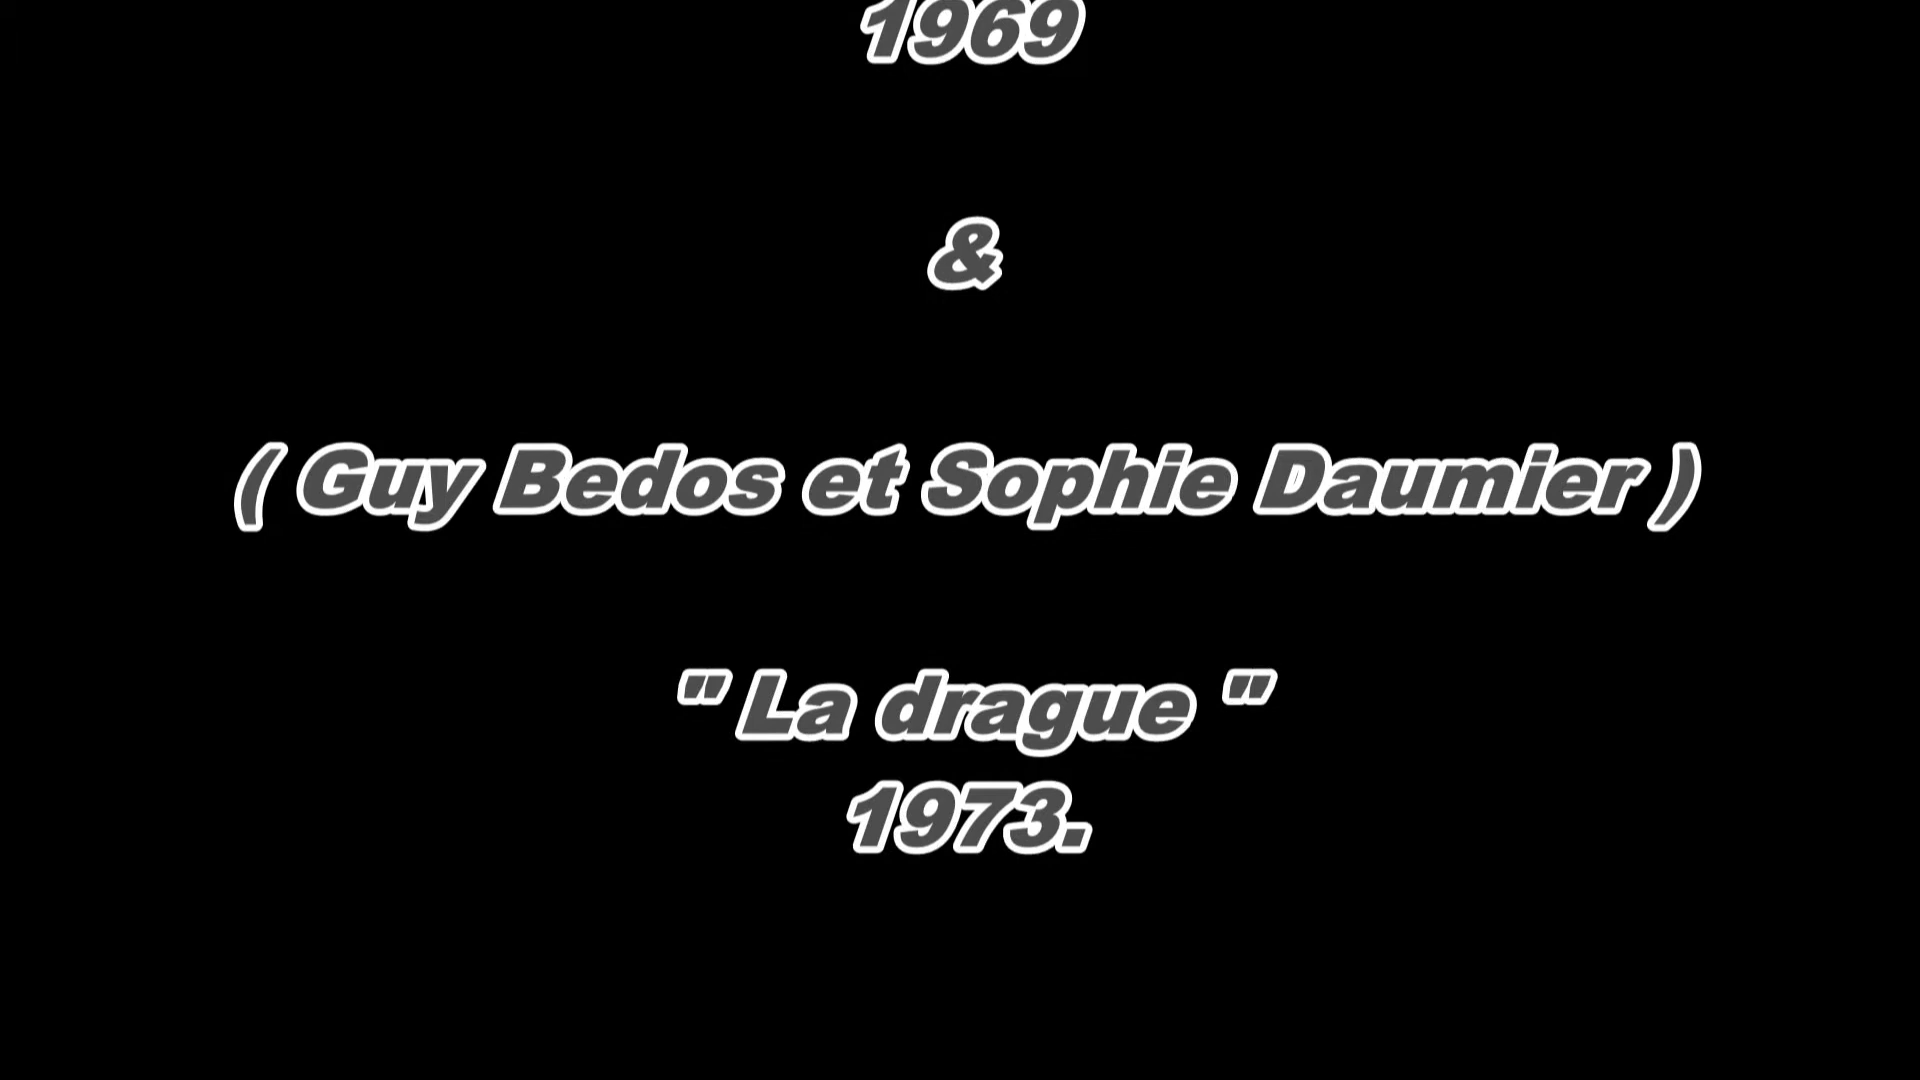 1969
&
( Guy Bedos et Sophie Daumier )
" La drague "
1973.